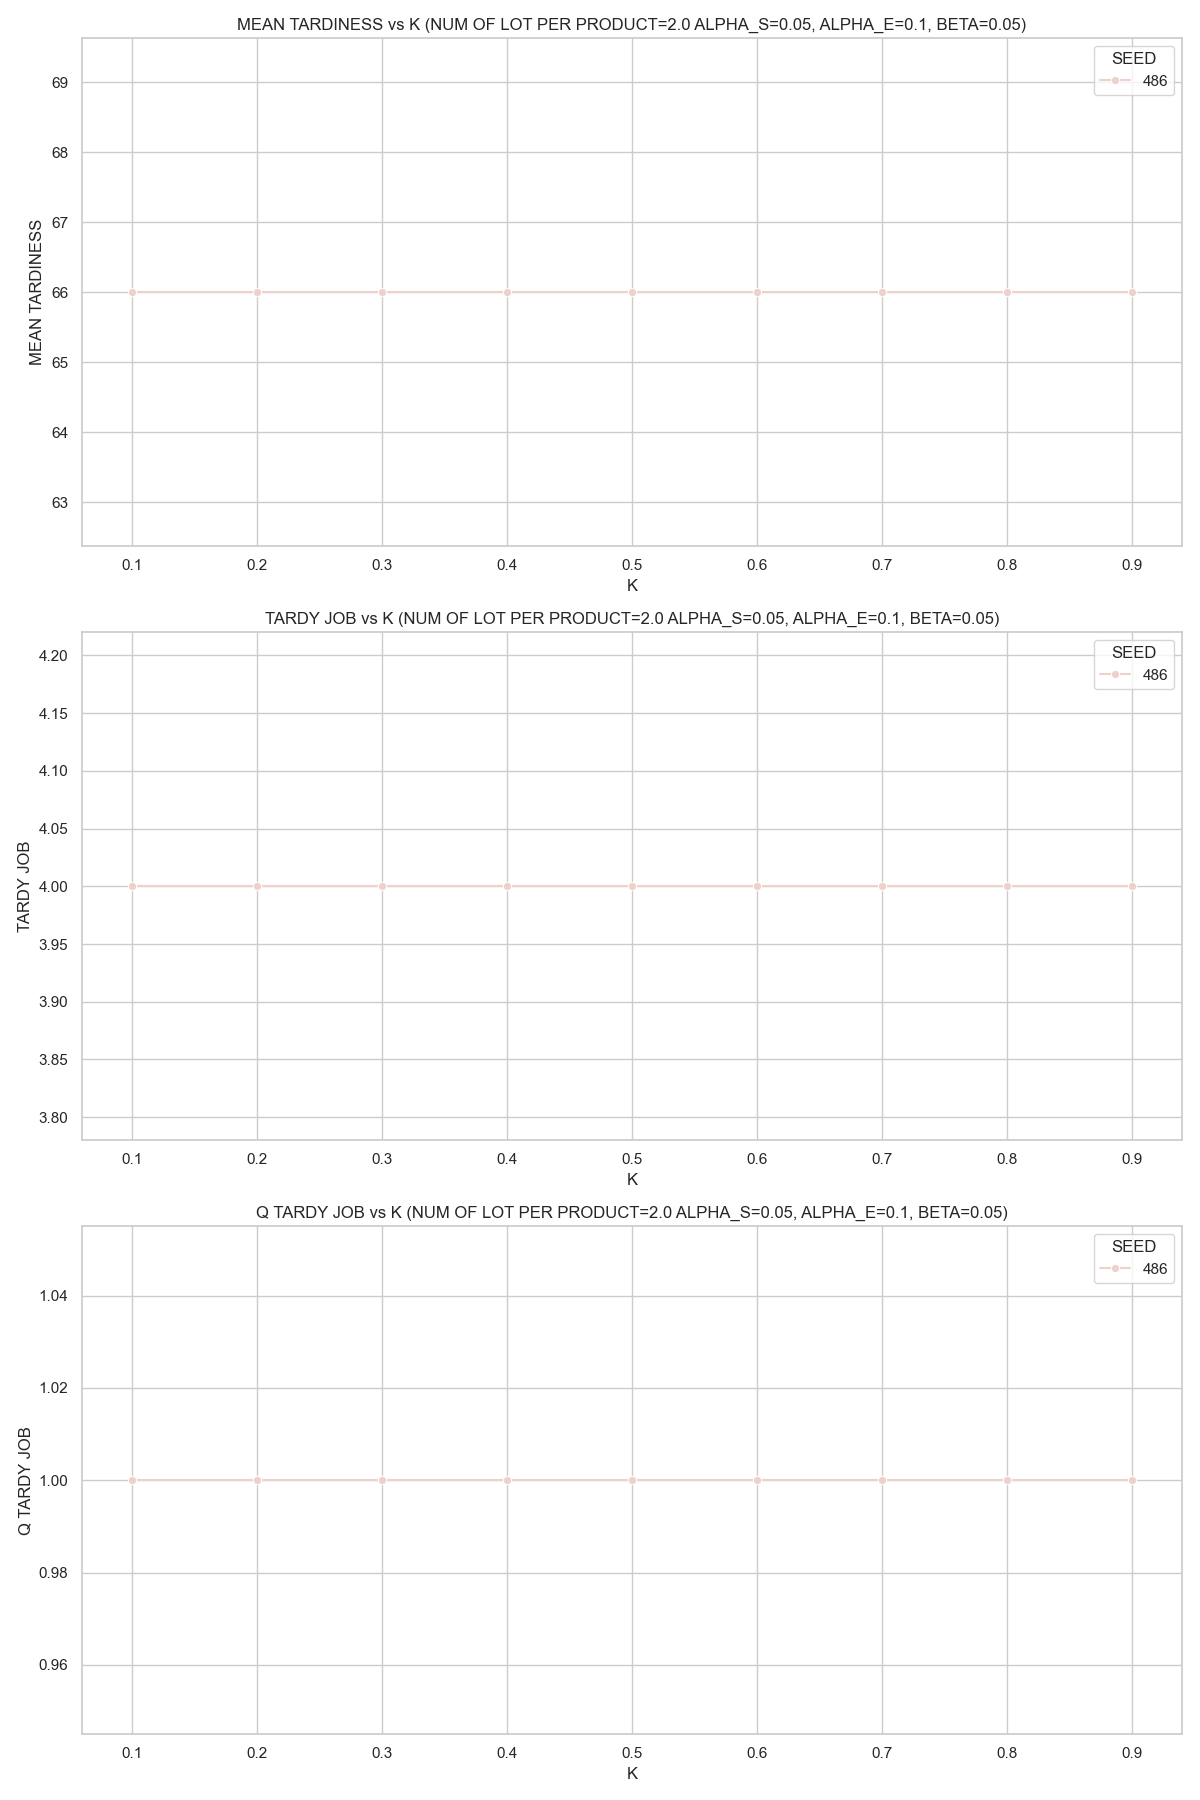 MEAN TARDINESS vs K (NUM OF LOT PER PRODUCT=2.0 ALPHA_S=0.05, ALPHA_E=0.1, BETA=0.05)
SEED
486
69
68
67
66
65
64
63
MEAN TARDINESS
0.1 0.2 0.3 0.4 0.5 0.6 0.7 0.8 0.9
K
TARDY JOB vs K (NUM OF LOT PER PRODUCT=2.0 ALPHA_S=0.05, ALPHA_E=0.1, BETA=0.05)
SEED
486
4.20
4.15
4.10
4.05
4.00
3.95
3.90
3.85
3.80
TARDY JOB
0.1 0.2 0.3 0.4 0.5 0.6 0.7 0.8 0.9
K
Q TARDY JOB vs K (NUM OF LOT PER PRODUCT=2.0 ALPHA_S=0.05, ALPHA_E=0.1, BETA=0.05)
SEED
486
1.04
1.02
1.00
0.98
0.96
Q TARDY JOB
0.1 0.2 0.3 0.4 0.5 0.6 0.7 0.8 0.9
K